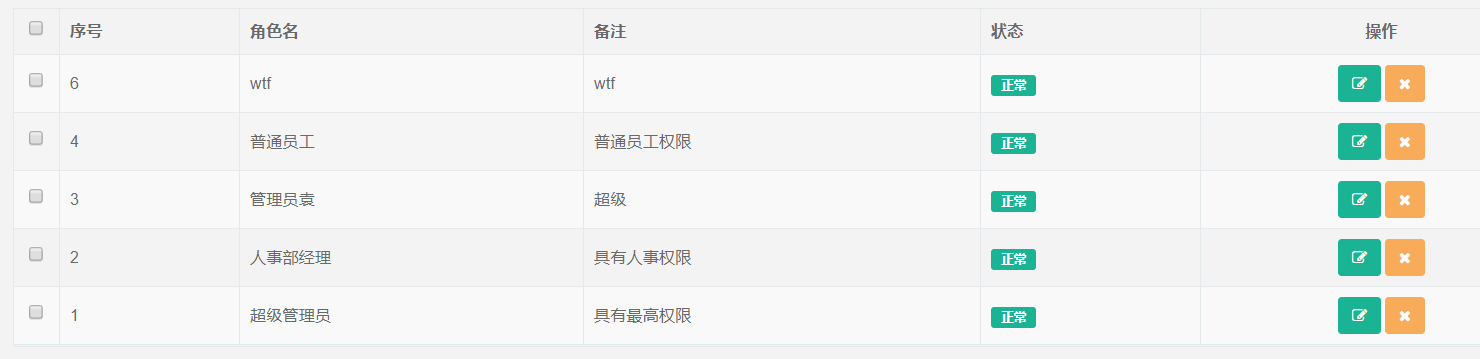 序号 角色名 备注 状态 操作
6 wtf wtf 正常
4 普通员工 普通员工权限 正常
3 管理员袁 超级 正常
2 人事部经理 具有人事权限 正常
1 超级管理员 具有最高权限 正常